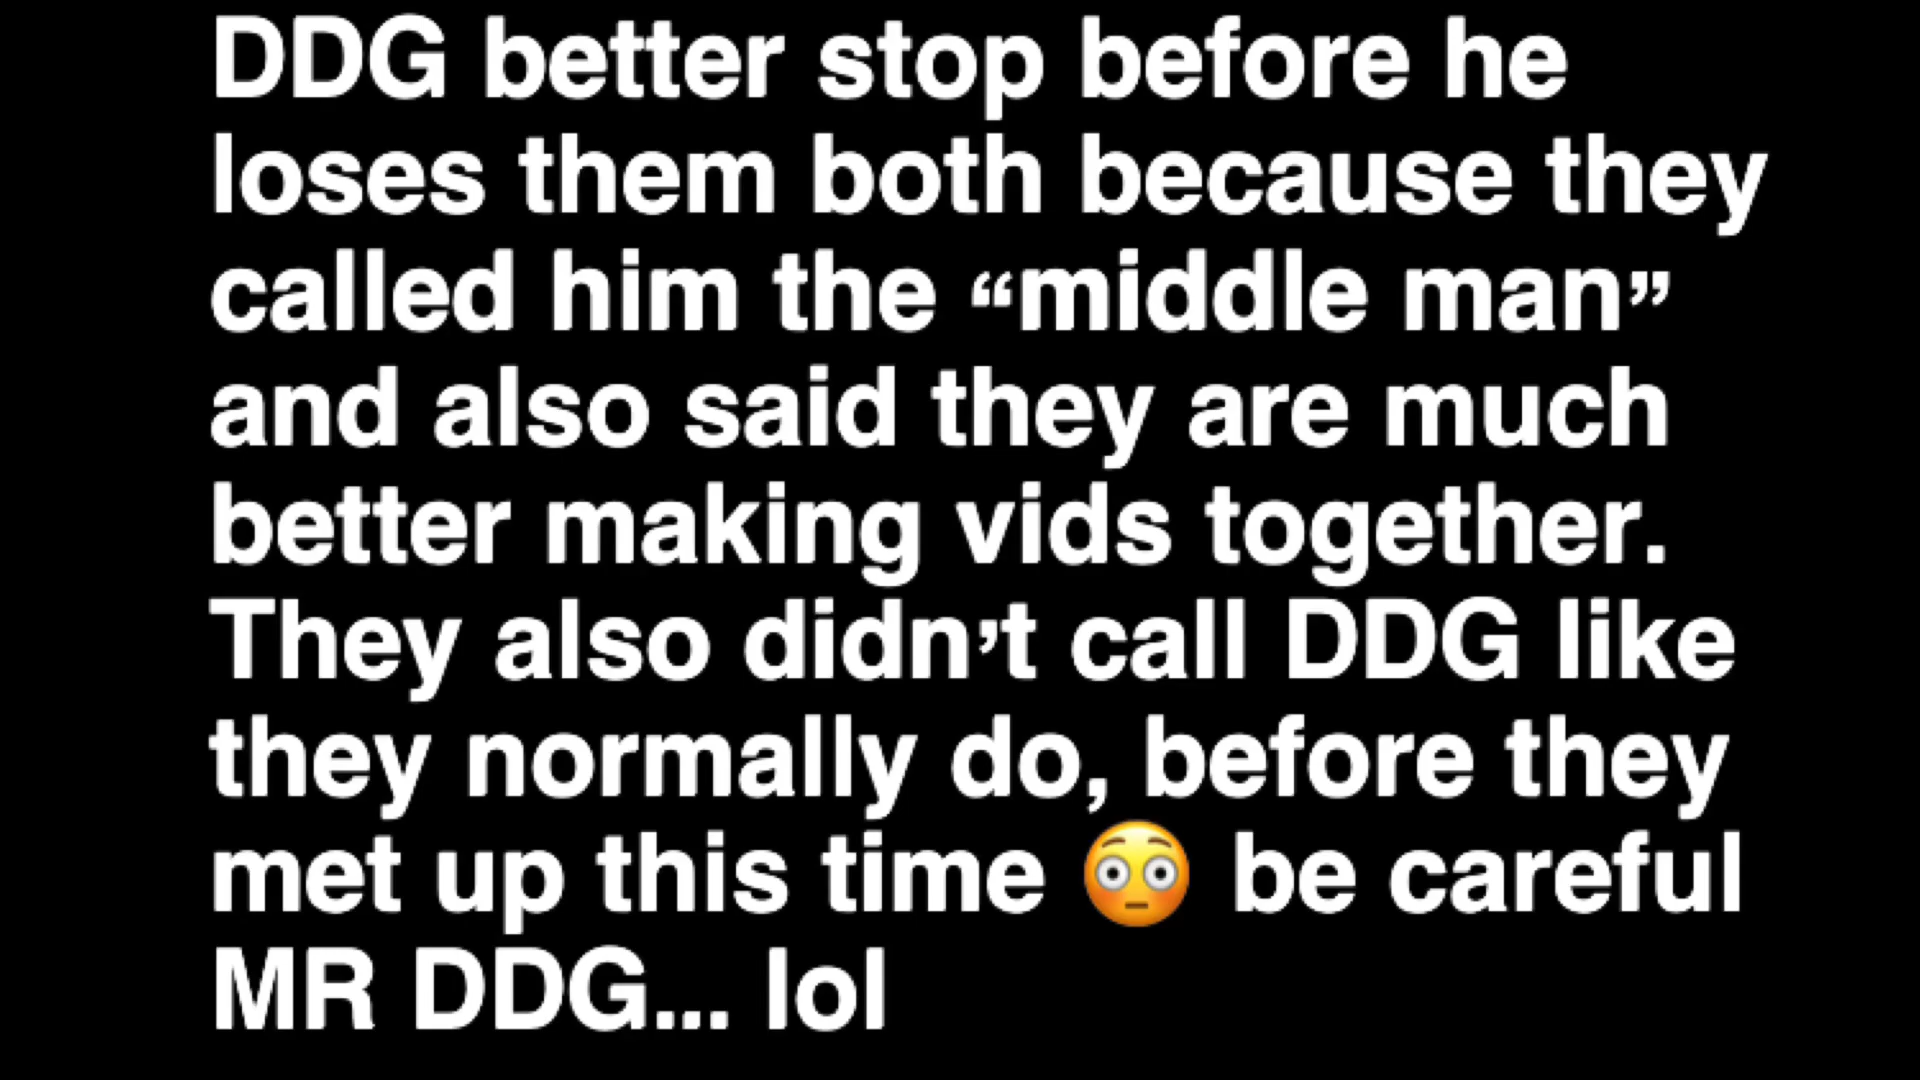 DDG better stop before he
loses them both because they
called him the “middle man”
and also said they are much
better making vids together.
They also didn’t call DDG like
they normally do, before they
met up this time 😳 be careful
MR DDG... lol